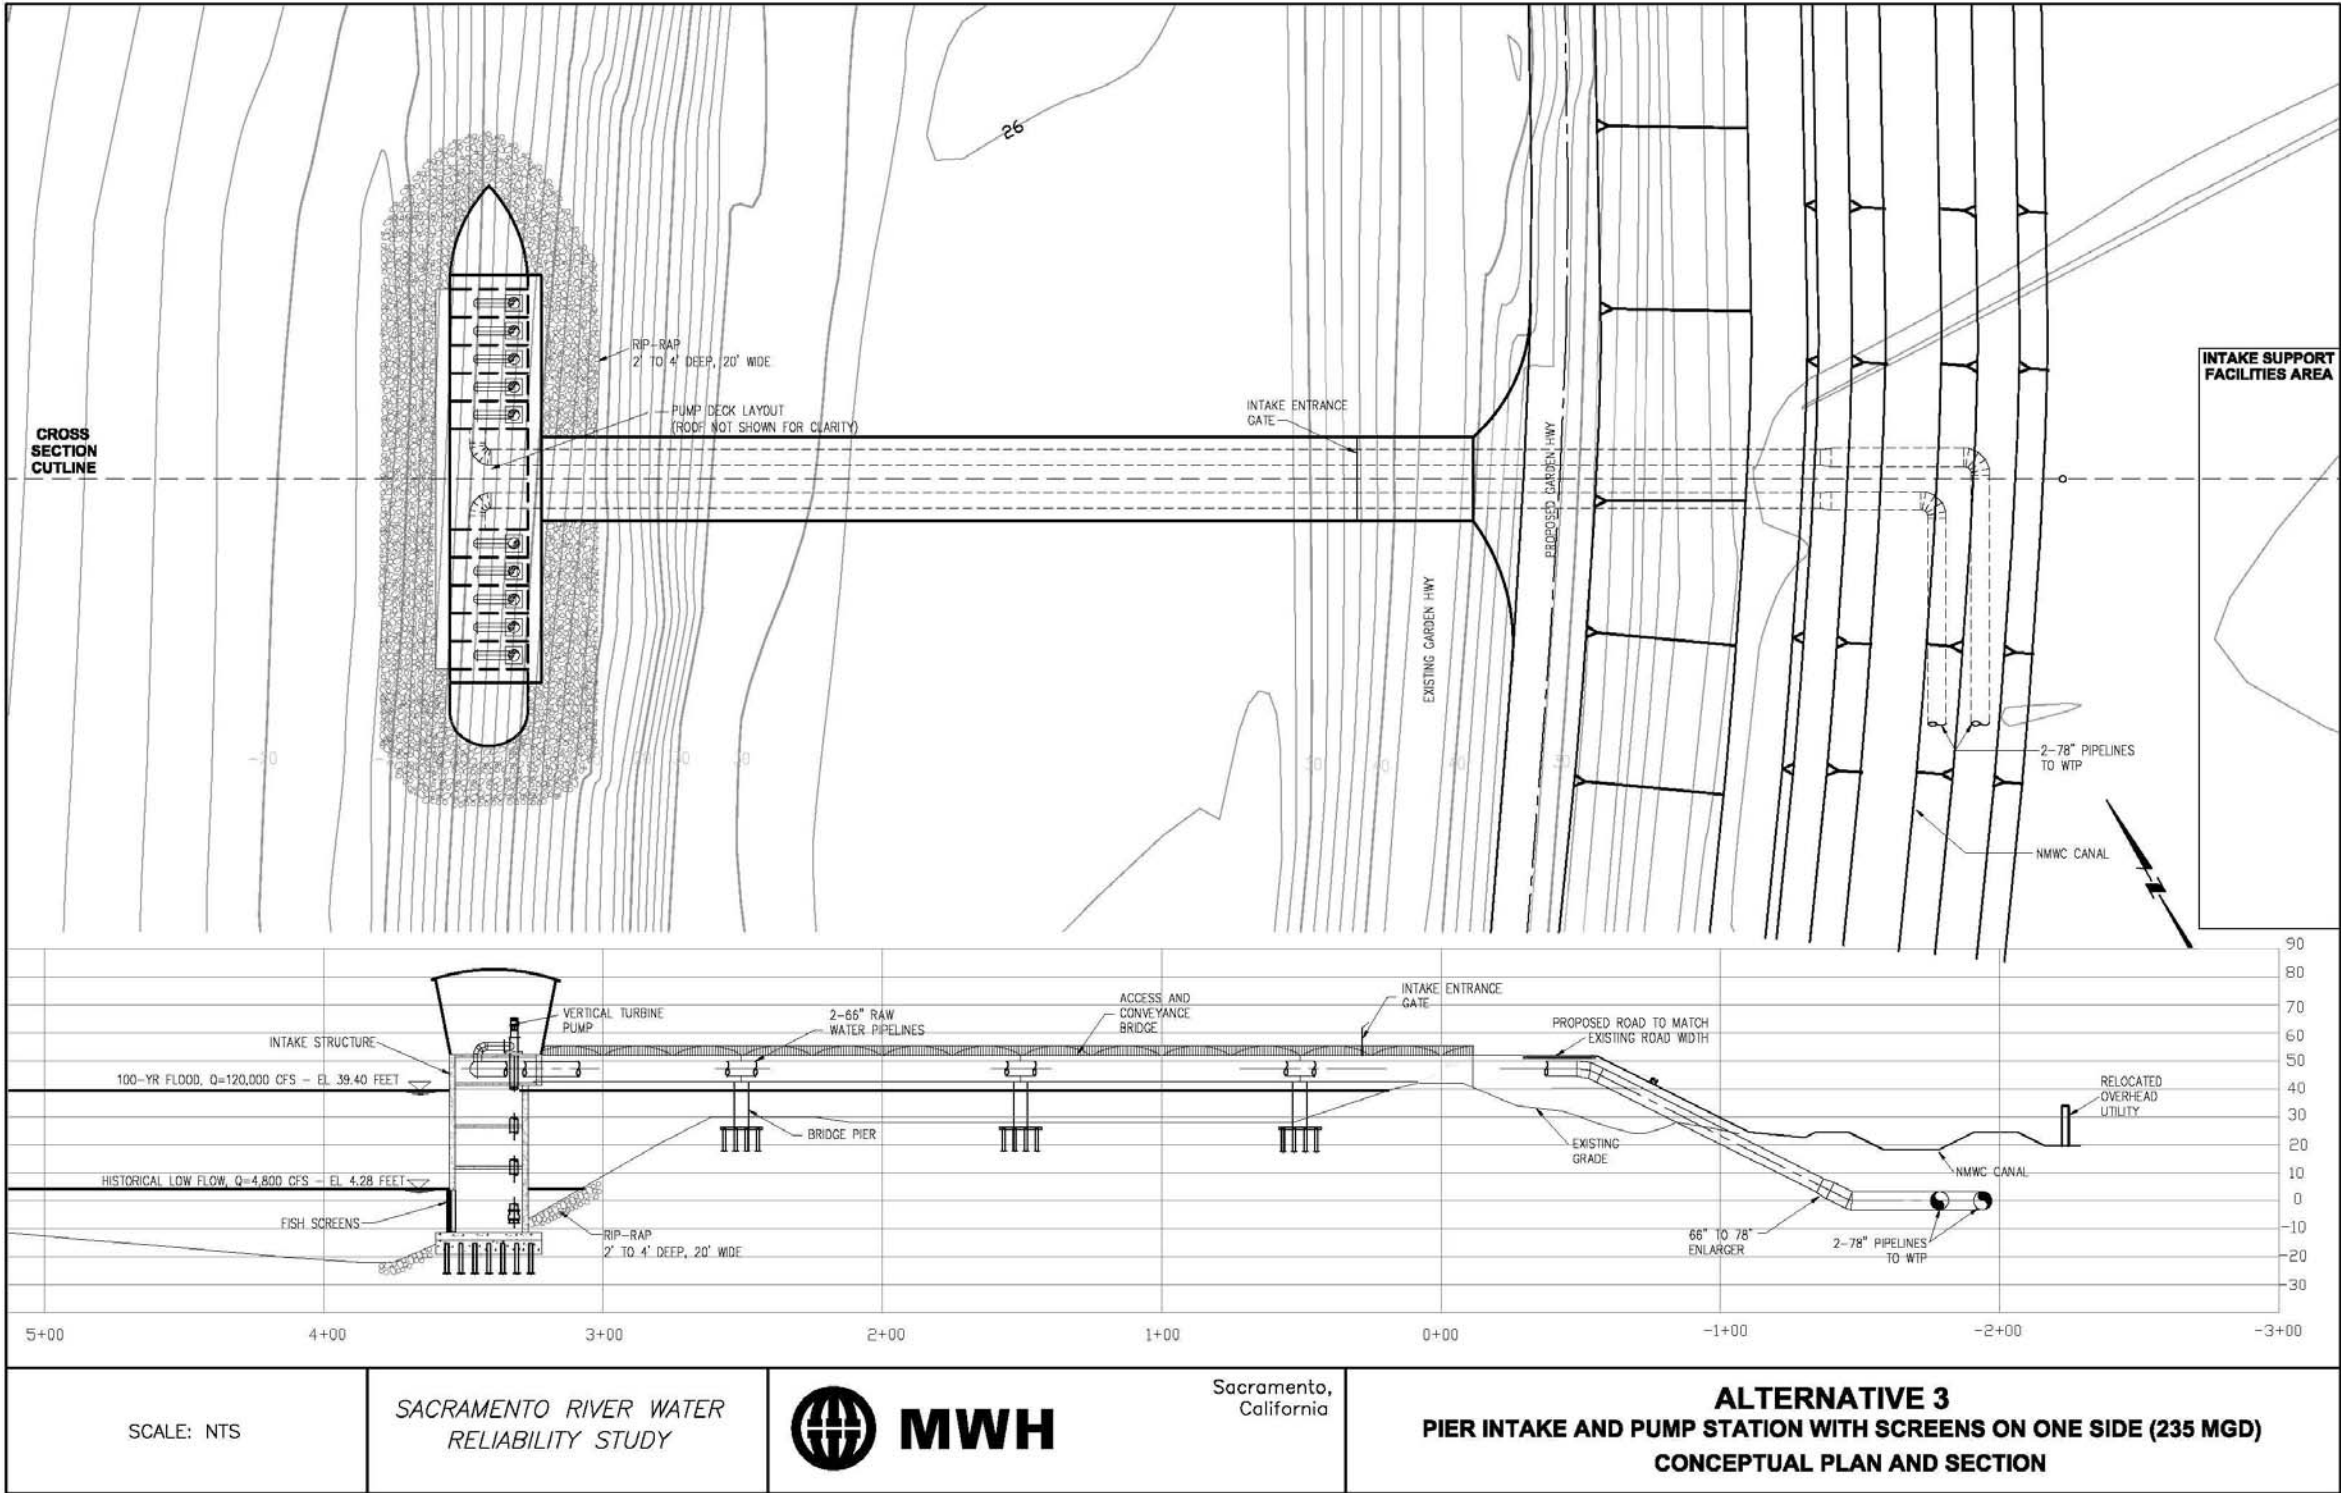 26
RIP-RAP
2' TO 4' DEEP, 20' WIDE
PUMP DECK LAYOUT
(ROOF NOT SHOWN FOR CLARITY)
CROSS
SECTION
CUTLINE
INTAKE ENTRANCE
GATE
PROPOSED GARDEN HWY
EXISTING GARDEN HWY
INTAKE SUPPORT
FACILITIES AREA
2-78" PIPELINES
TO WTP
NMWC CANAL
VERTICAL TURBINE
PUMP
INTAKE STRUCTURE
2-66" RAW
WATER PIPELINES
ACCESS AND
CONVEYANCE
BRIDGE
INTAKE ENTRANCE
GATE
PROPOSED ROAD TO MATCH
EXISTING ROAD WIDTH
100-YR FLOOD, Q=120,000 CFS - EL 39.40 FEET
BRIDGE PIER
EXISTING
GRADE
RELOCATED
OVERHEAD
UTILITY
NMWC CANAL
HISTORICAL LOW FLOW, Q=4,800 CFS - EL 4.28 FEET
FISH SCREENS
RIP-RAP
2' TO 4' DEEP, 20' WIDE
66" TO 78"
ENLARGER
2-78" PIPELINES
TO WTP
90
80
70
60
50
40
30
20
10
0
-10
-20
-30
5+00
4+00
3+00
2+00
1+00
0+00
-1+00
-2+00
-3+00
SCALE: NTS
SACRAMENTO RIVER WATER
RELIABILITY STUDY
MWH
Sacramento,
California
ALTERNATIVE 3
PIER INTAKE AND PUMP STATION WITH SCREENS ON ONE SIDE (235 MGD)
CONCEPTUAL PLAN AND SECTION